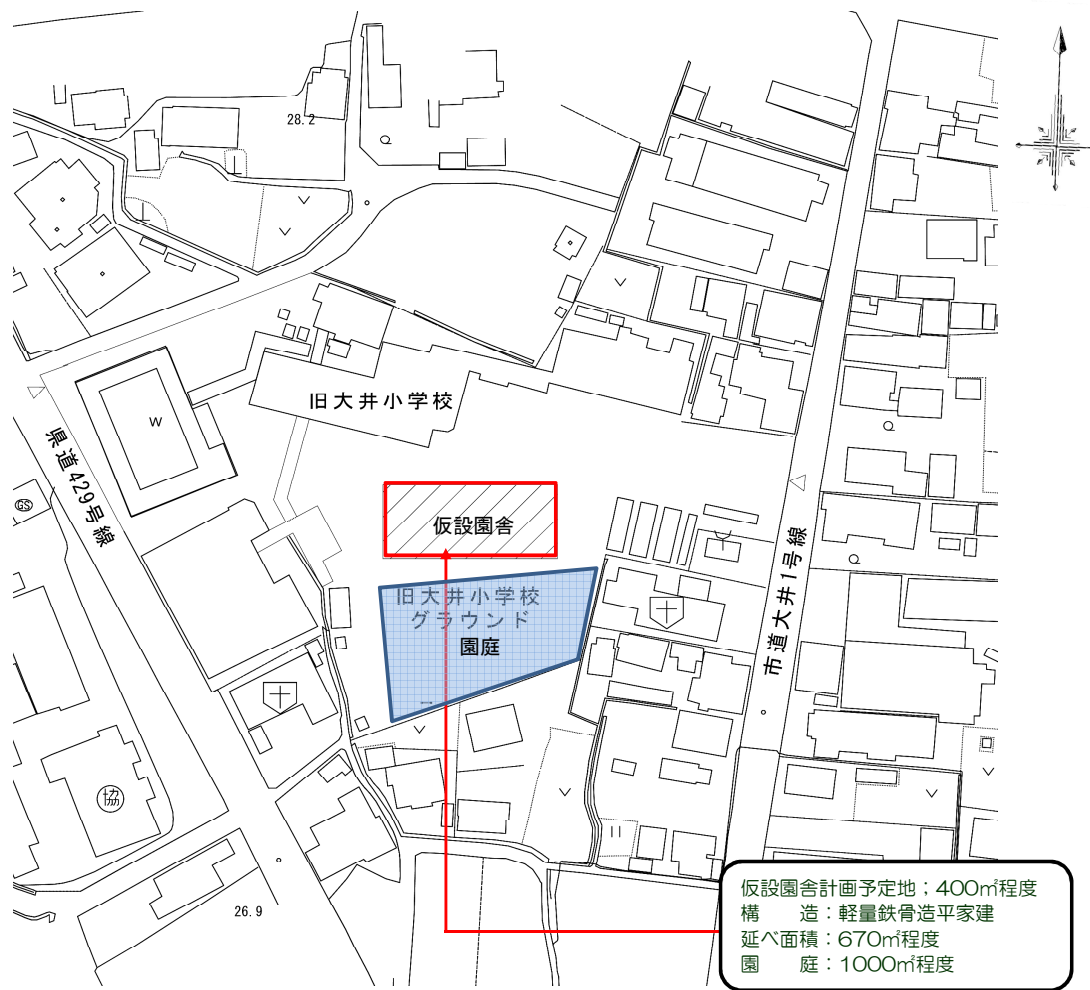 28.2
旧大井小学校
W
県道429号線
GS
仮設園舎
旧大井小学校
グラウンド
園庭
市道大井1号線
協
26.9
仮設園舎計画予定地；400㎡程度
構　　造：軽量鉄骨造平家建
延べ面積：670㎡程度
園　　庭：1000㎡程度